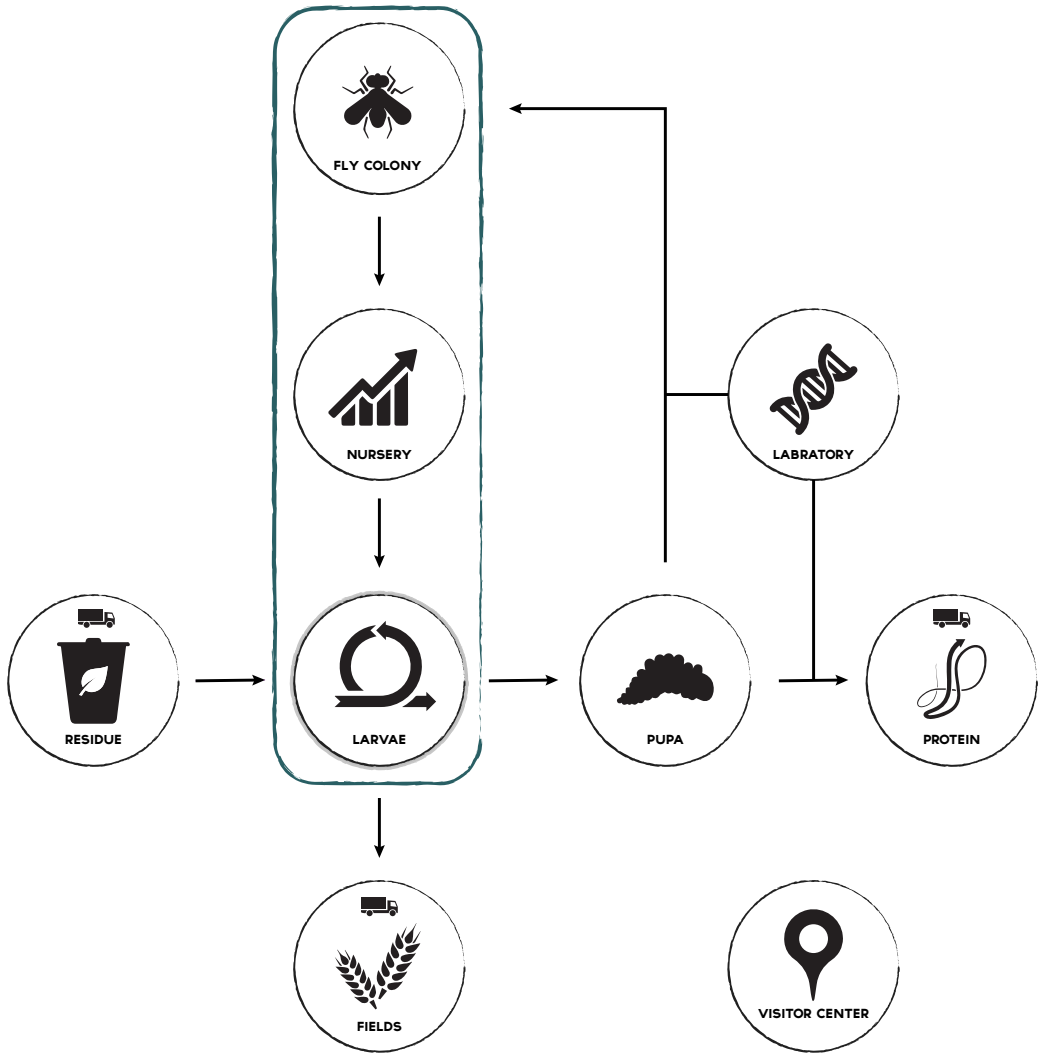 FLY COLONY
NURSERY
LABRATORY
RESIDUE
LARVAE
PUPA
PROTEIN
FIELDS
VISITOR CENTER